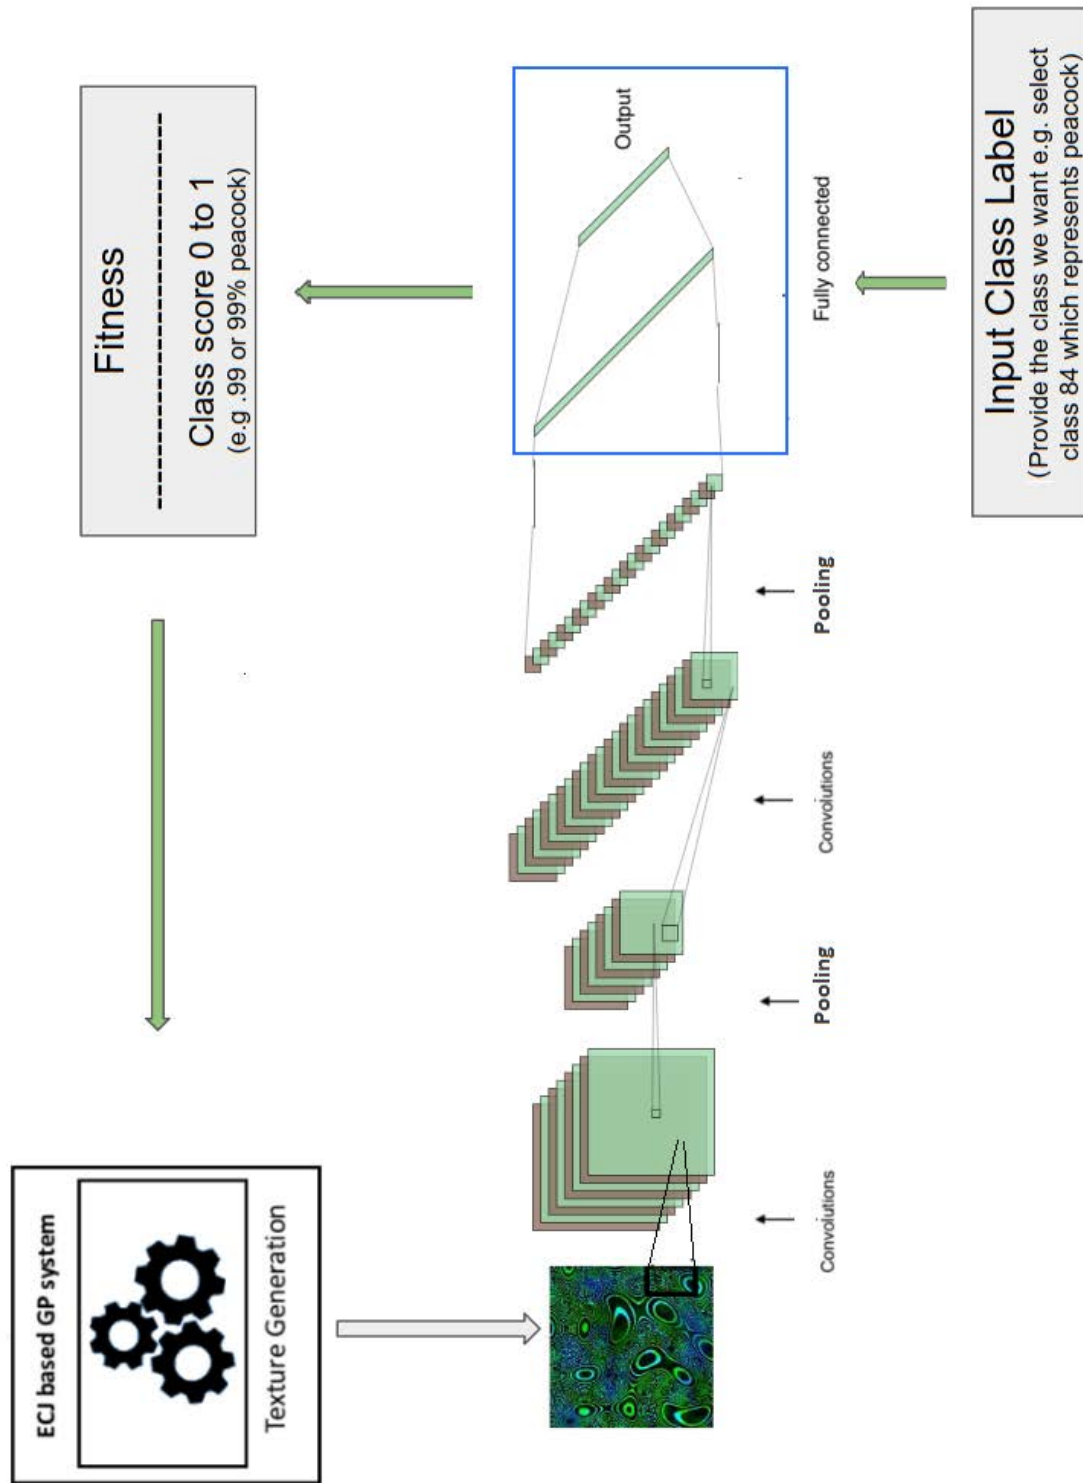 ECJ based GP system
Texture Generation
Fitness
Class score 0 to 1
(e.g .99 or 99% peacock)
Convolutions
Pooling
Convolutions
Pooling
Fully connected
Output
Input Class Label
(Provide the class we want e.g. select
class 84 which represents peacock)